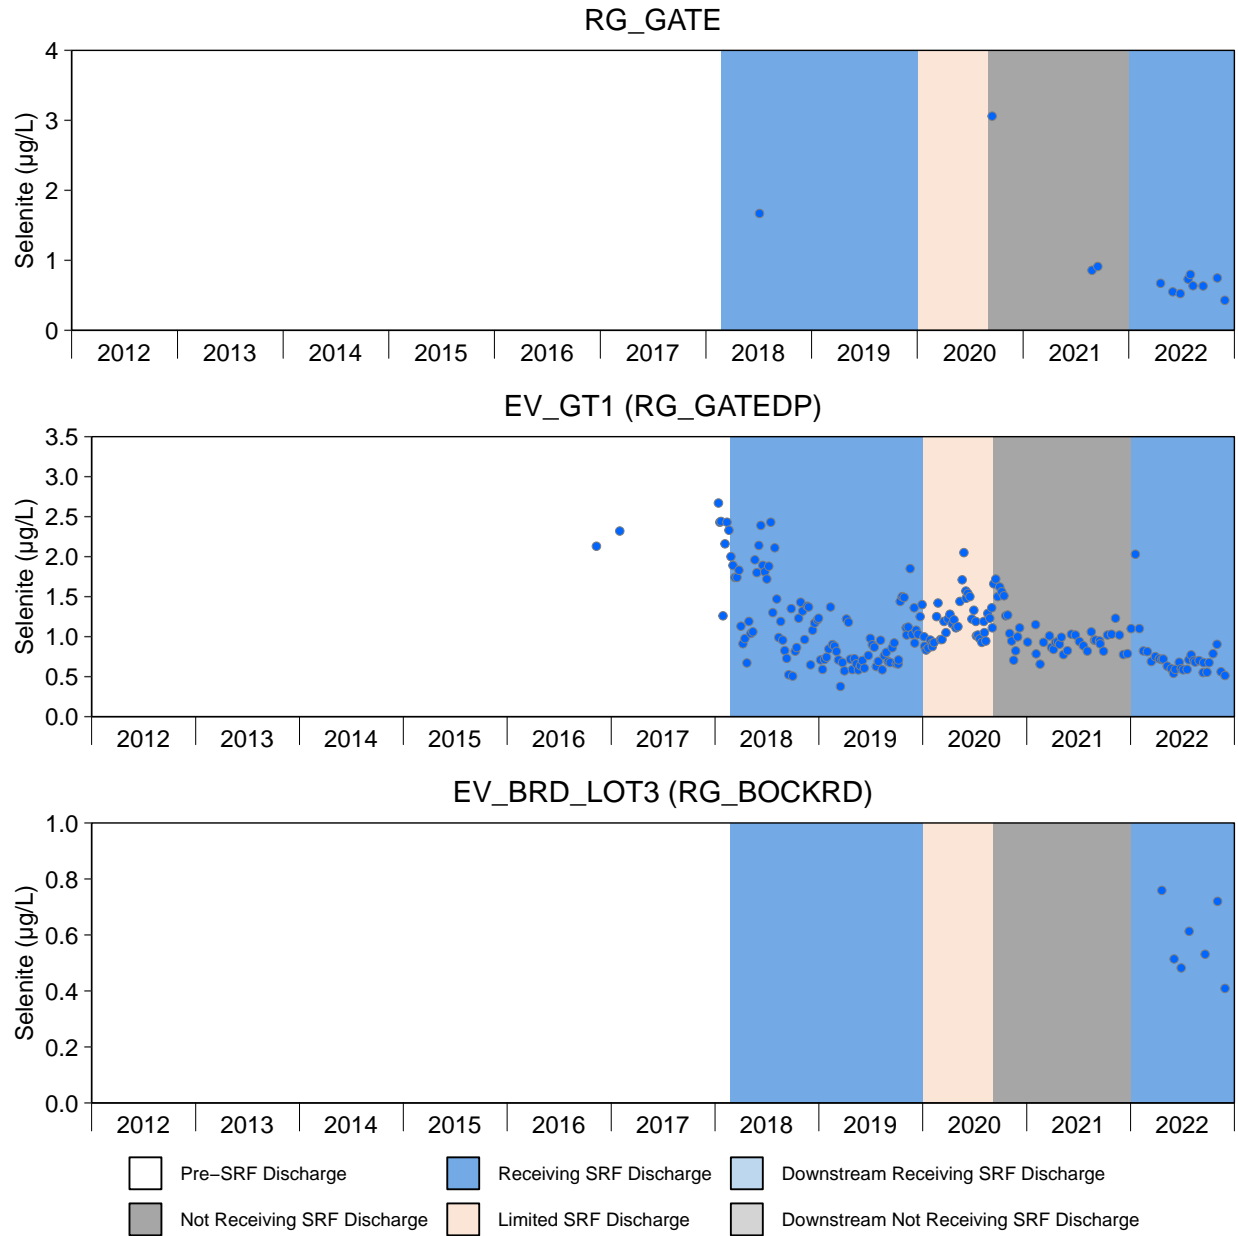 RG_GATE
Selenite (µg/L)
4
3
2
1
0
2012 2013 2014 2015 2016 2017 2018 2019 2020 2021 2022
EV_GT1 (RG_GATEDP)
Selenite (µg/L)
3.5
3.0
2.5
2.0
1.5
1.0
0.5
0.0
2012 2013 2014 2015 2016 2017 2018 2019 2020 2021 2022
EV_BRD_LOT3 (RG_BOCKRD)
Selenite (µg/L)
1.0
0.8
0.6
0.4
0.2
0.0
2012 2013 2014 2015 2016 2017 2018 2019 2020 2021 2022
Pre−SRF Discharge Receiving SRF Discharge Downstream Receiving SRF Discharge
Not Receiving SRF Discharge Limited SRF Discharge Downstream Not Receiving SRF Discharge